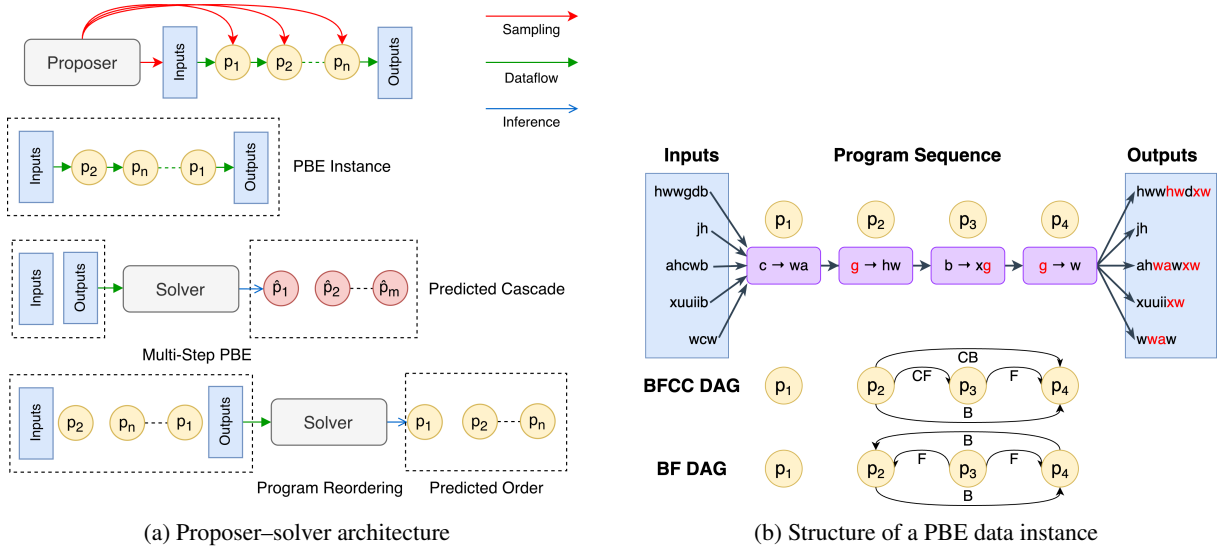 Proposer
Inputs
p1
p2
pn
Outputs
Sampling
Dataflow
Inference
Inputs
p2
pn
p1
Outputs
PBE Instance
Inputs
Outputs
Solver
p̂1
p̂2
p̂m
Predicted Cascade
Multi-Step PBE
Inputs
p2
pn
p1
Outputs
Solver
p1
p2
pn
Program Reordering
Predicted Order
(a) Proposer–solver architecture
Inputs
Program Sequence
Outputs
hwwgdb
jh
ahcwb
xuuiib
wcw
p1
p2
p3
p4
c → wa
g → hw
b → xg
g → w
hwwhwdxw
jh
ahwawxw
xuuiixw
wwaw
BFCC DAG
p1
p2
p3
p4
CB
CF
F
B
BF DAG
p1
p2
p3
p4
B
F
F
B
(b) Structure of a PBE data instance